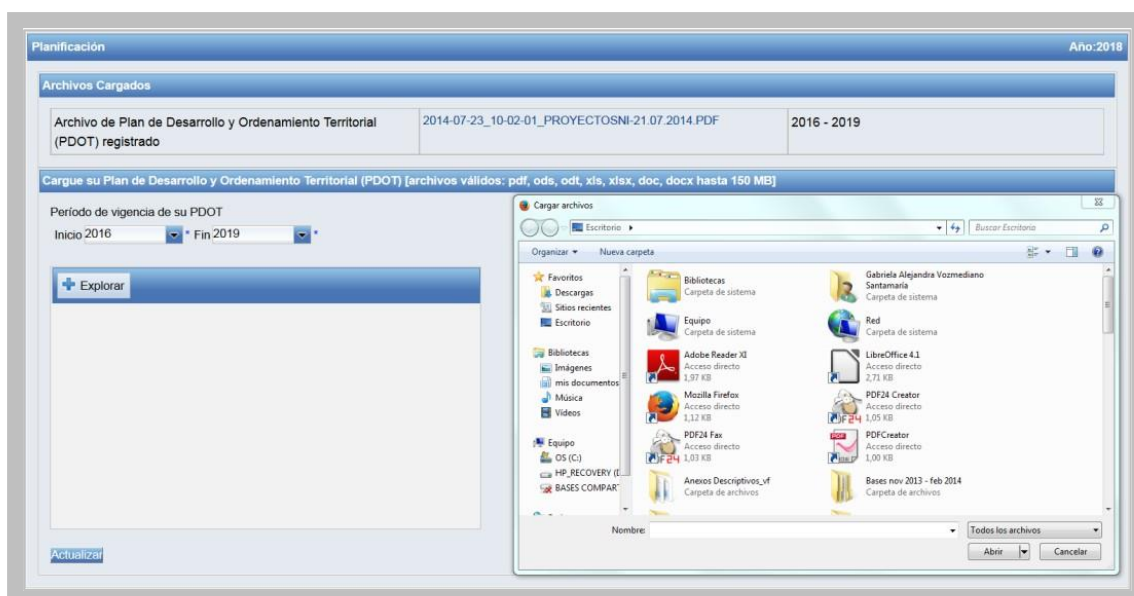 Planificación
Año:2018
Archivos Cargados
Archivo de Plan de Desarrollo y Ordenamiento Territorial
(PDOT) registrado
2014-07-23_10-02-01_PROYECTOSNI-21.07.2014.PDF
2016 - 2019
Cargue su Plan de Desarrollo y Ordenamiento Territorial (PDOT) [archivos válidos: pdf, ods, odt, xls, xlsx, doc, docx hasta 150 MB]
Período de vigencia de su PDOT
Inicio 2016 * Fin 2019 *
Explorar
Actualizar
Cargar archivos
Escritorio
Buscar Escritorio
Organizar
Nueva carpeta
Favoritos
Descargas
Sitios recientes
Escritorio
Bibliotecas
Imágenes
mis documentos
Música
Vídeos
Equipo
OS (C:)
HP_RECOVERY (D
BASES COMPAR
Bibliotecas
Carpeta de sistema
Gabriela Alejandra Vozmediano
Santamaría
Carpeta de sistema
Equipo
Carpeta de sistema
Red
Carpeta de sistema
Adobe Reader XI
Acceso directo
1,97 KB
LibreOffice 4.1
Acceso directo
2,71 KB
Mozilla Firefox
Acceso directo
1,12 KB
PDF24 Creator
Acceso directo
1,05 KB
PDF24 Fax
Acceso directo
1,03 KB
PDFCreator
Acceso directo
1,00 KB
Anexos Descriptivos_vf
Carpeta de archivos
Bases nov 2013 - feb 2014
Carpeta de archivos
Nombre:
Todos los archivos
Abrir
Cancelar